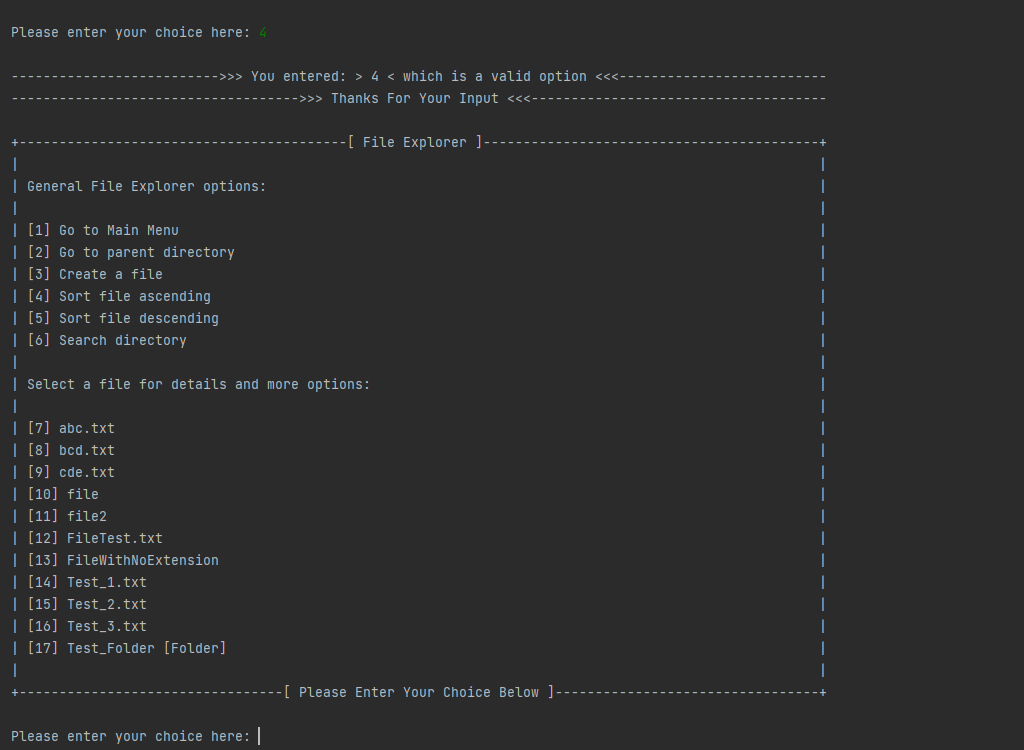 Please enter your choice here: 4
-------------------------->>> You entered: > 4 < which is a valid option <<<--------------------------
------------------------------------>>> Thanks For Your Input <<<-------------------------------------
+-----------------------------------------[ File Explorer ]------------------------------------------+
| General File Explorer options: |
| [1] Go to Main Menu |
| [2] Go to parent directory |
| [3] Create a file |
| [4] Sort file ascending |
| [5] Sort file descending |
| [6] Search directory |
| Select a file for details and more options: |
| [7] abc.txt |
| [8] bcd.txt |
| [9] cde.txt |
| [10] file |
| [11] file2 |
| [12] FileTest.txt |
| [13] FileWithNoExtension |
| [14] Test_1.txt |
| [15] Test_2.txt |
| [16] Test_3.txt |
| [17] Test_Folder [Folder] |
+---------------------------------[ Please Enter Your Choice Below ]---------------------------------+
Please enter your choice here: